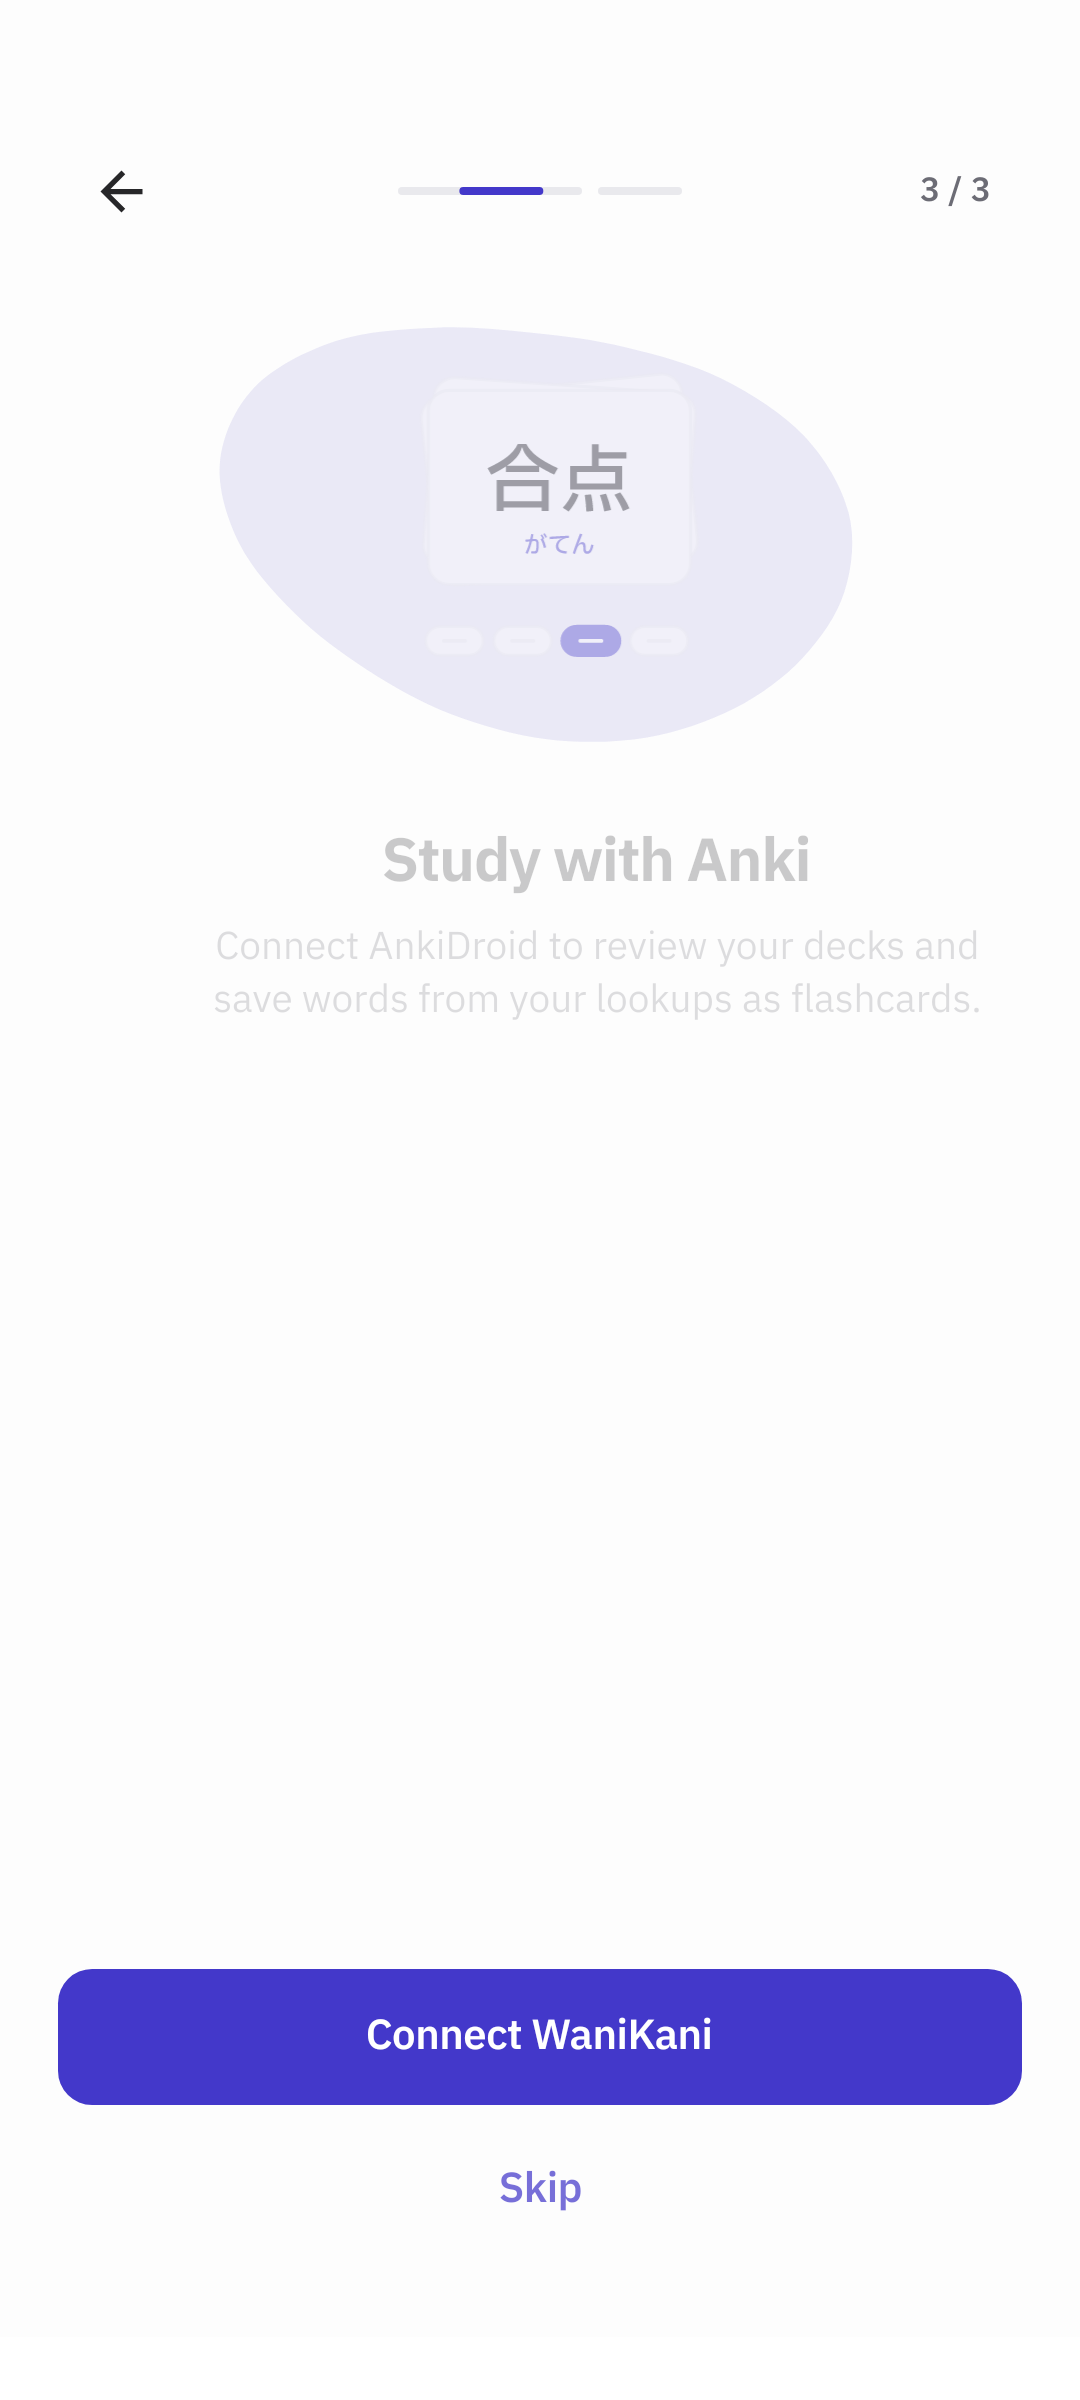 3 / 3
合点
がてん
Study with Anki
Connect AnkiDroid to review your decks and
save words from your lookups as flashcards.
Connect WaniKani
Skip